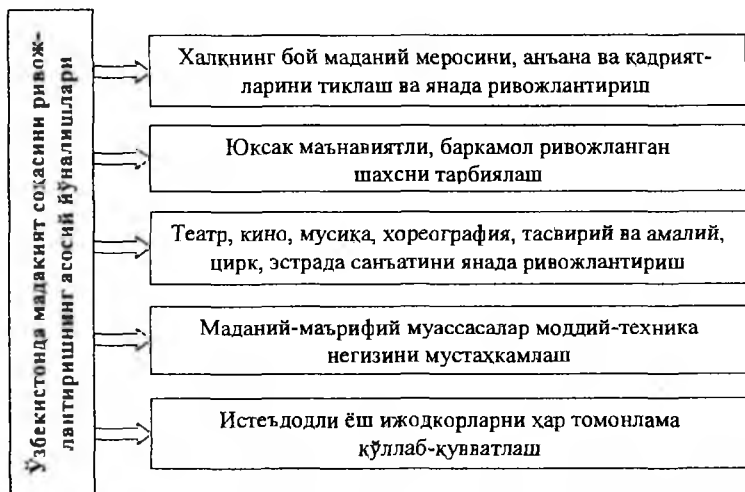 Ўзбекистонда мадакият соҳасини ривож-
лантиришнинг асосий йўналишлари
Халқнинг бой маданий меросини, анъана ва қадрият-
ларини тиклаш ва янада ривожлантириш
Юксак маънавиятли, баркамол ривожланган
шахсни тарбиялаш
Театр, кино, мусиқа, хореография, тасвирий ва амалий,
цирк, эстрада санъатини янада ривожлантириш
Маданий-маърифий муассасалар моддий-техника
негизини мустаҳкамлаш
Истеъдодли ёш ижодкорларни ҳар томонлама
қўллаб-қувватлаш